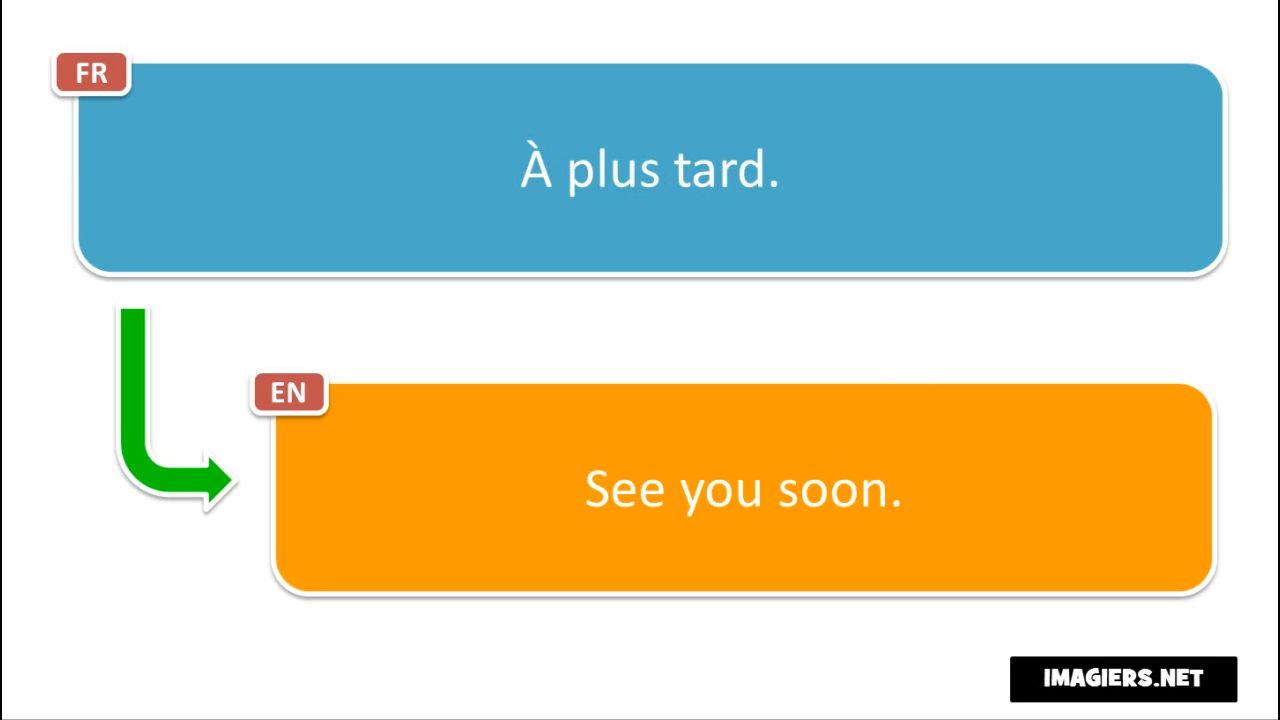 FR
À plus tard.
EN
See you soon.
IMAGIERS.NET